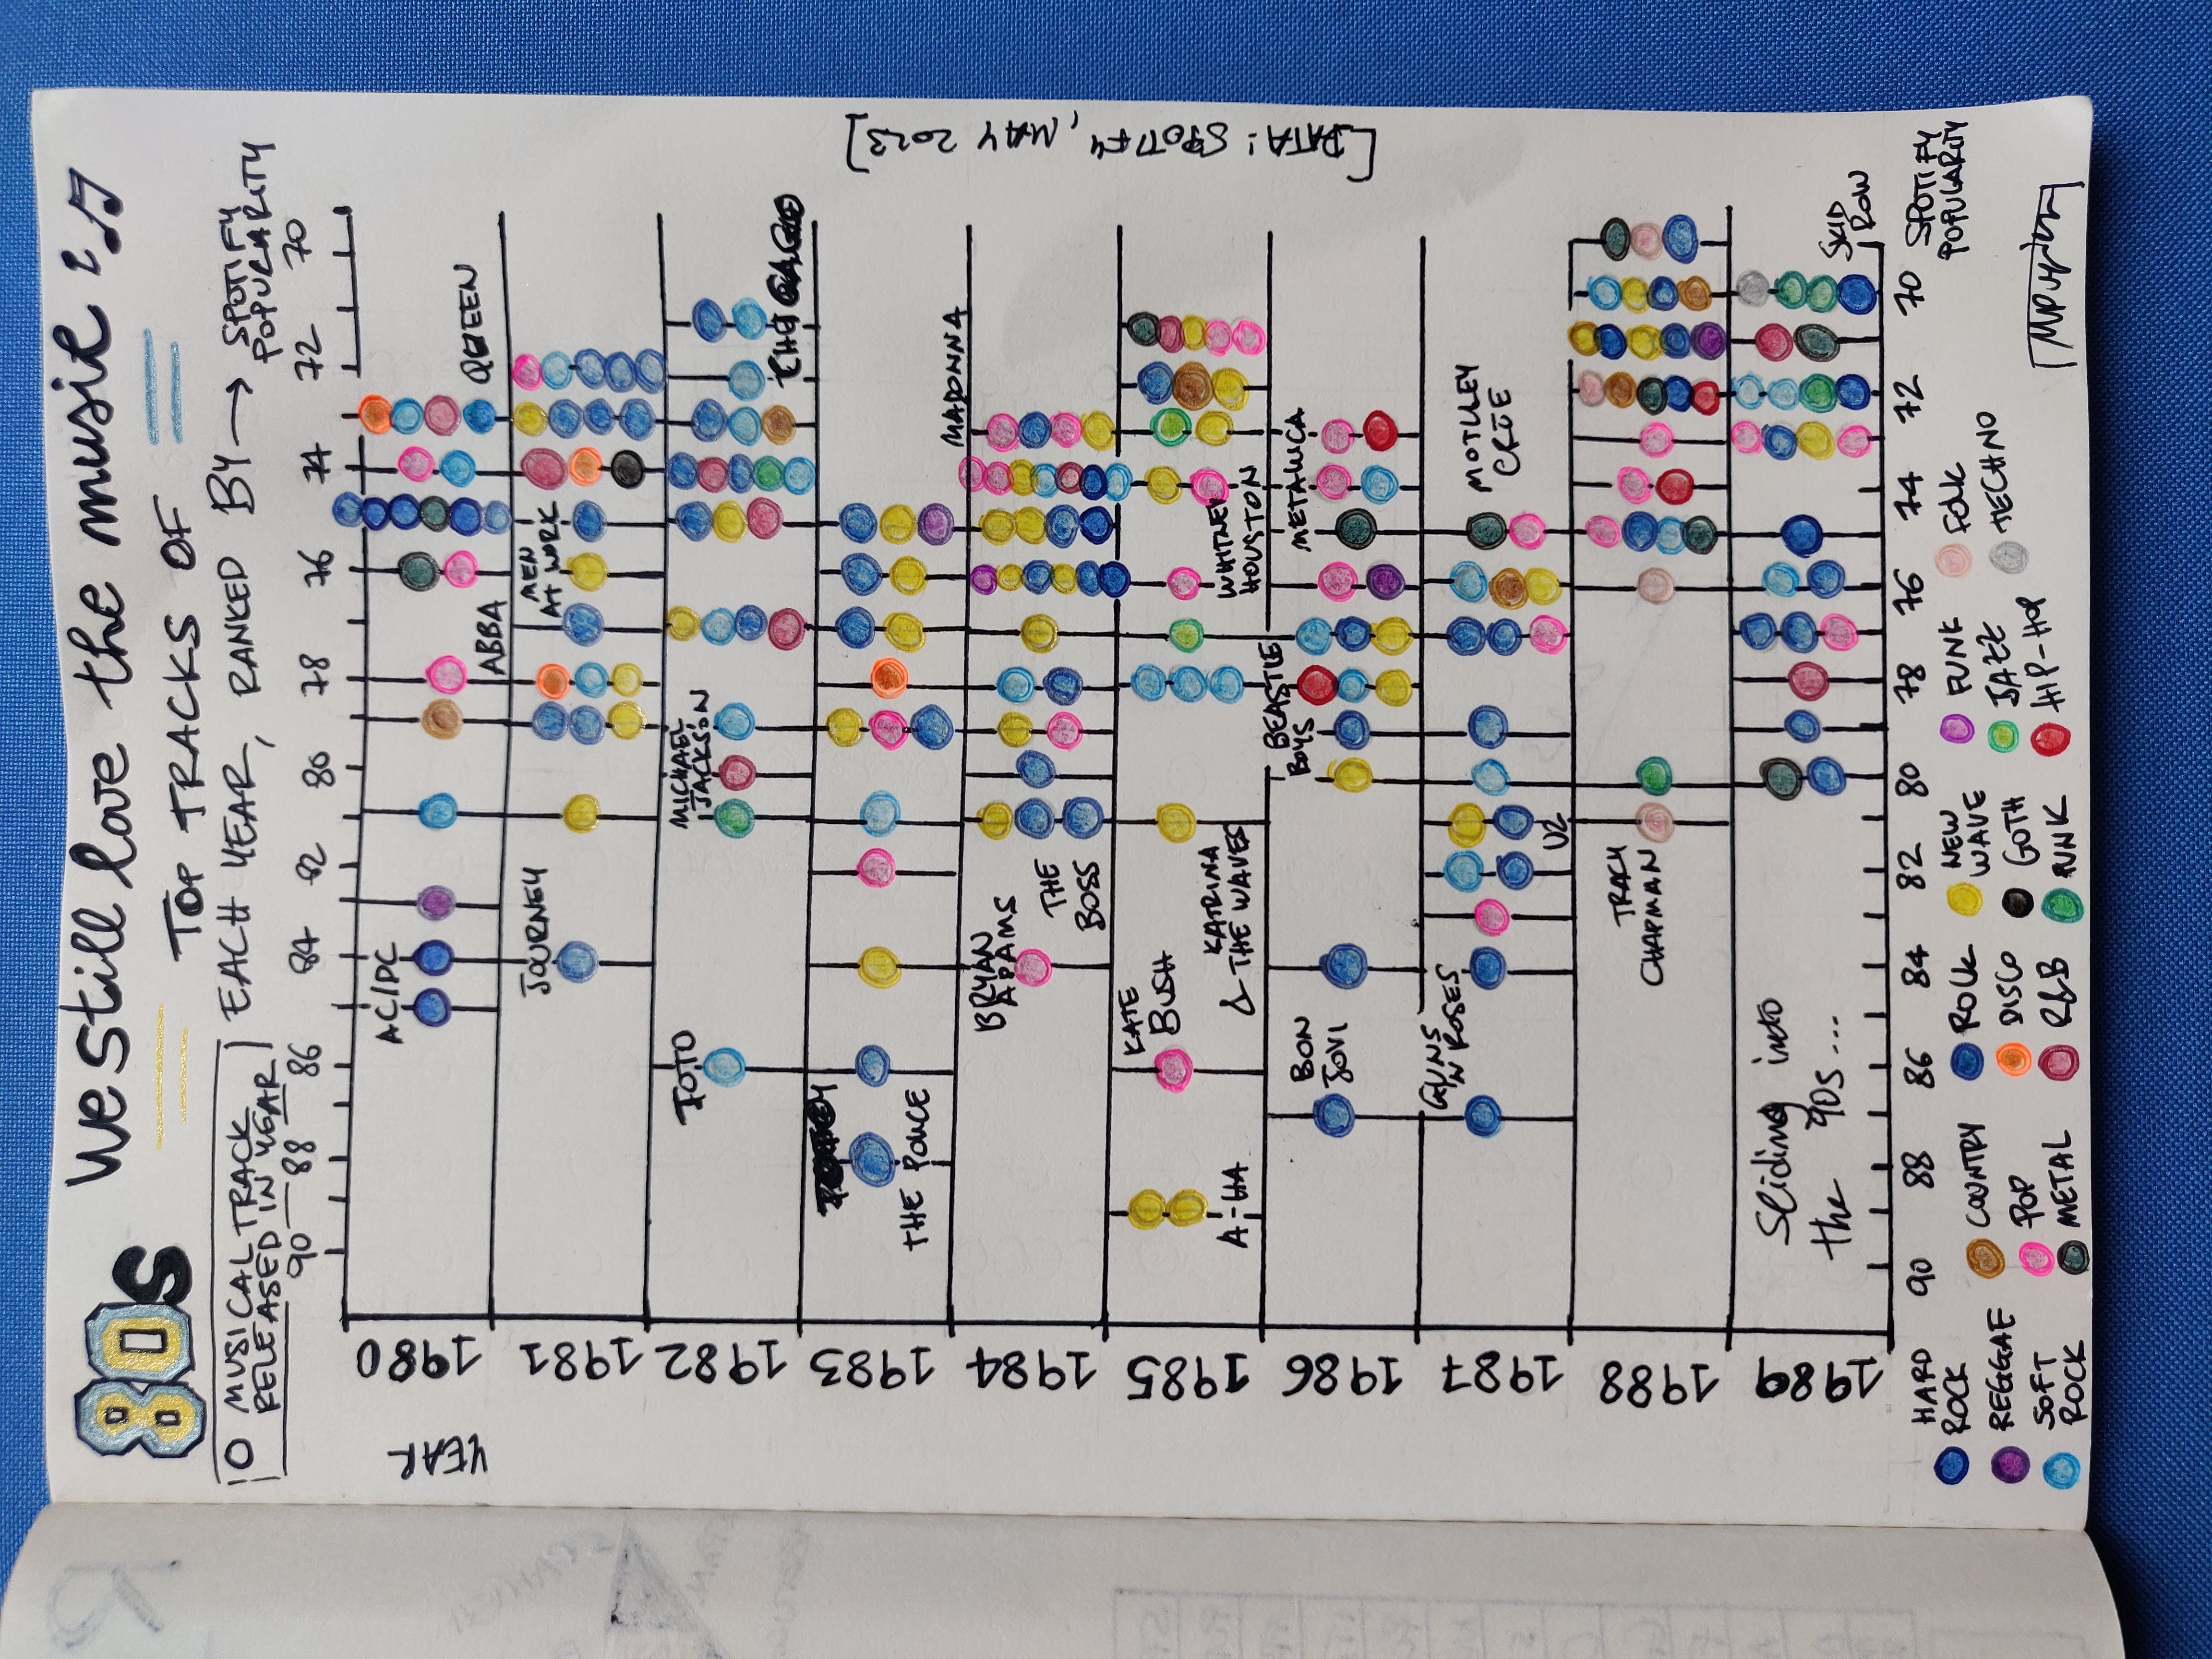 80s
We still love the music
TOP TRACKS OF
EACH YEAR, RANKED BY → SPOTIFY
POPULARITY
O MUSICAL TRACK
RELEASED IN YEAR
90 88 86 84 82 80 78 76 74 72 70
YEAR
1980
AC/DC
ABBA
QUEEN
1981
JOURNEY
MEN
AT WORK
1982
TOTO
MICHAEL
JACKSON
1983
THE POLICE
1984
BRYAN
ADAMS
THE
BOSS
MADONNA
1985
A-HA
KATE
BUSH
KATRINA
& THE WAVES
WHITNEY
HOUSTON
1986
BON
JOVI
BEASTIE
BOYS
METALLICA
1987
GUNS
'N ROSES
U2
MOTLLEY
CRÜE
1988
TRACY
CHAPMAN
1989
Sliding into
the 90s...
SKID
ROW
[DATA: SPOTIFY, MAY 2023]
90 88 86 84 82 80 78 76 74 72 70 SPOTIFY
POPULARITY
HARD
ROCK
REGGAE
SOFT
ROCK
COUNTRY
POP
METAL
ROCK
DISCO
R&B
NEW
WAVE
GOTH
PUNK
FUNK
JAZZ
HIP-HOP
FOLK
TECHNO